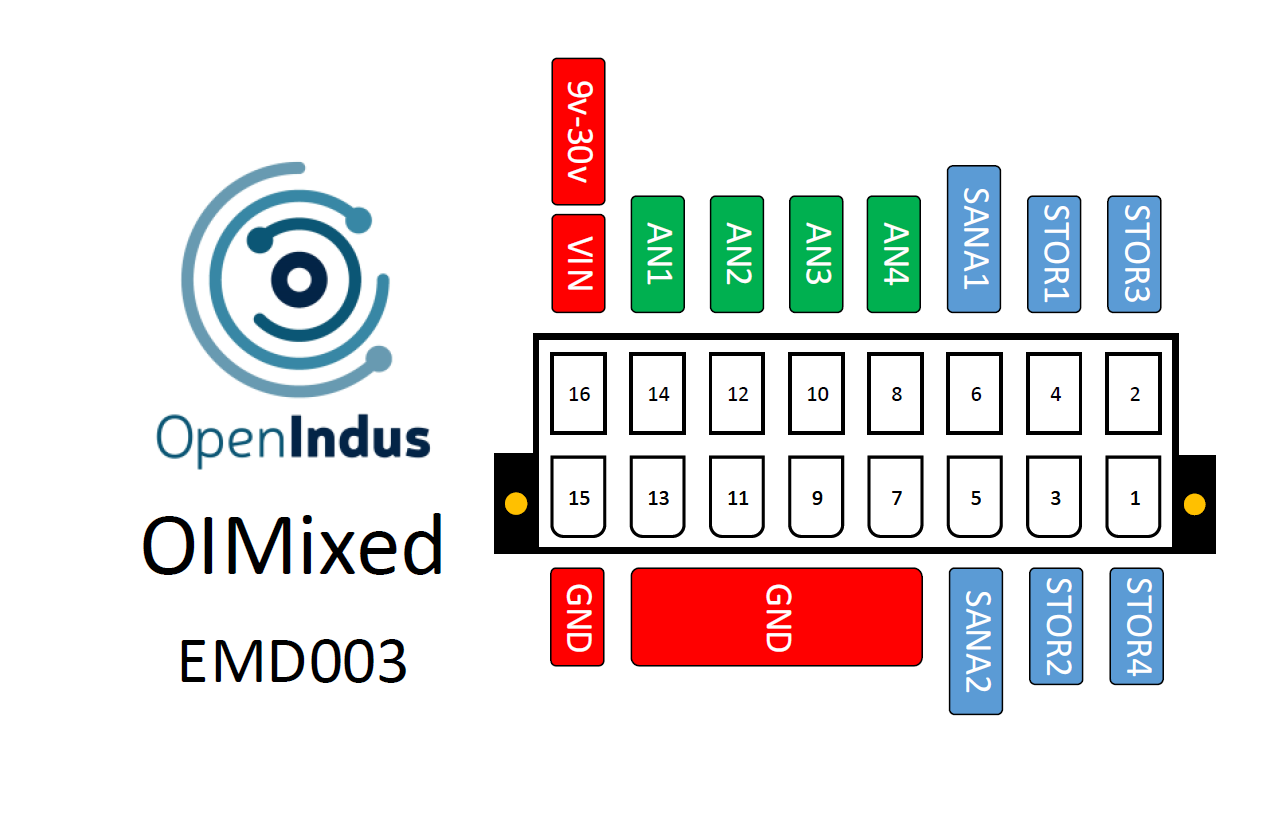 9v-30v
VIN
AN1
AN2
AN3
AN4
SANA1
STOR1
STOR3
OpenIndus
OIMixed
EMD003
16 14 12 10 8 6 4 2
15 13 11 9 7 5 3 1
GND
GND
SANA2
STOR2
STOR4